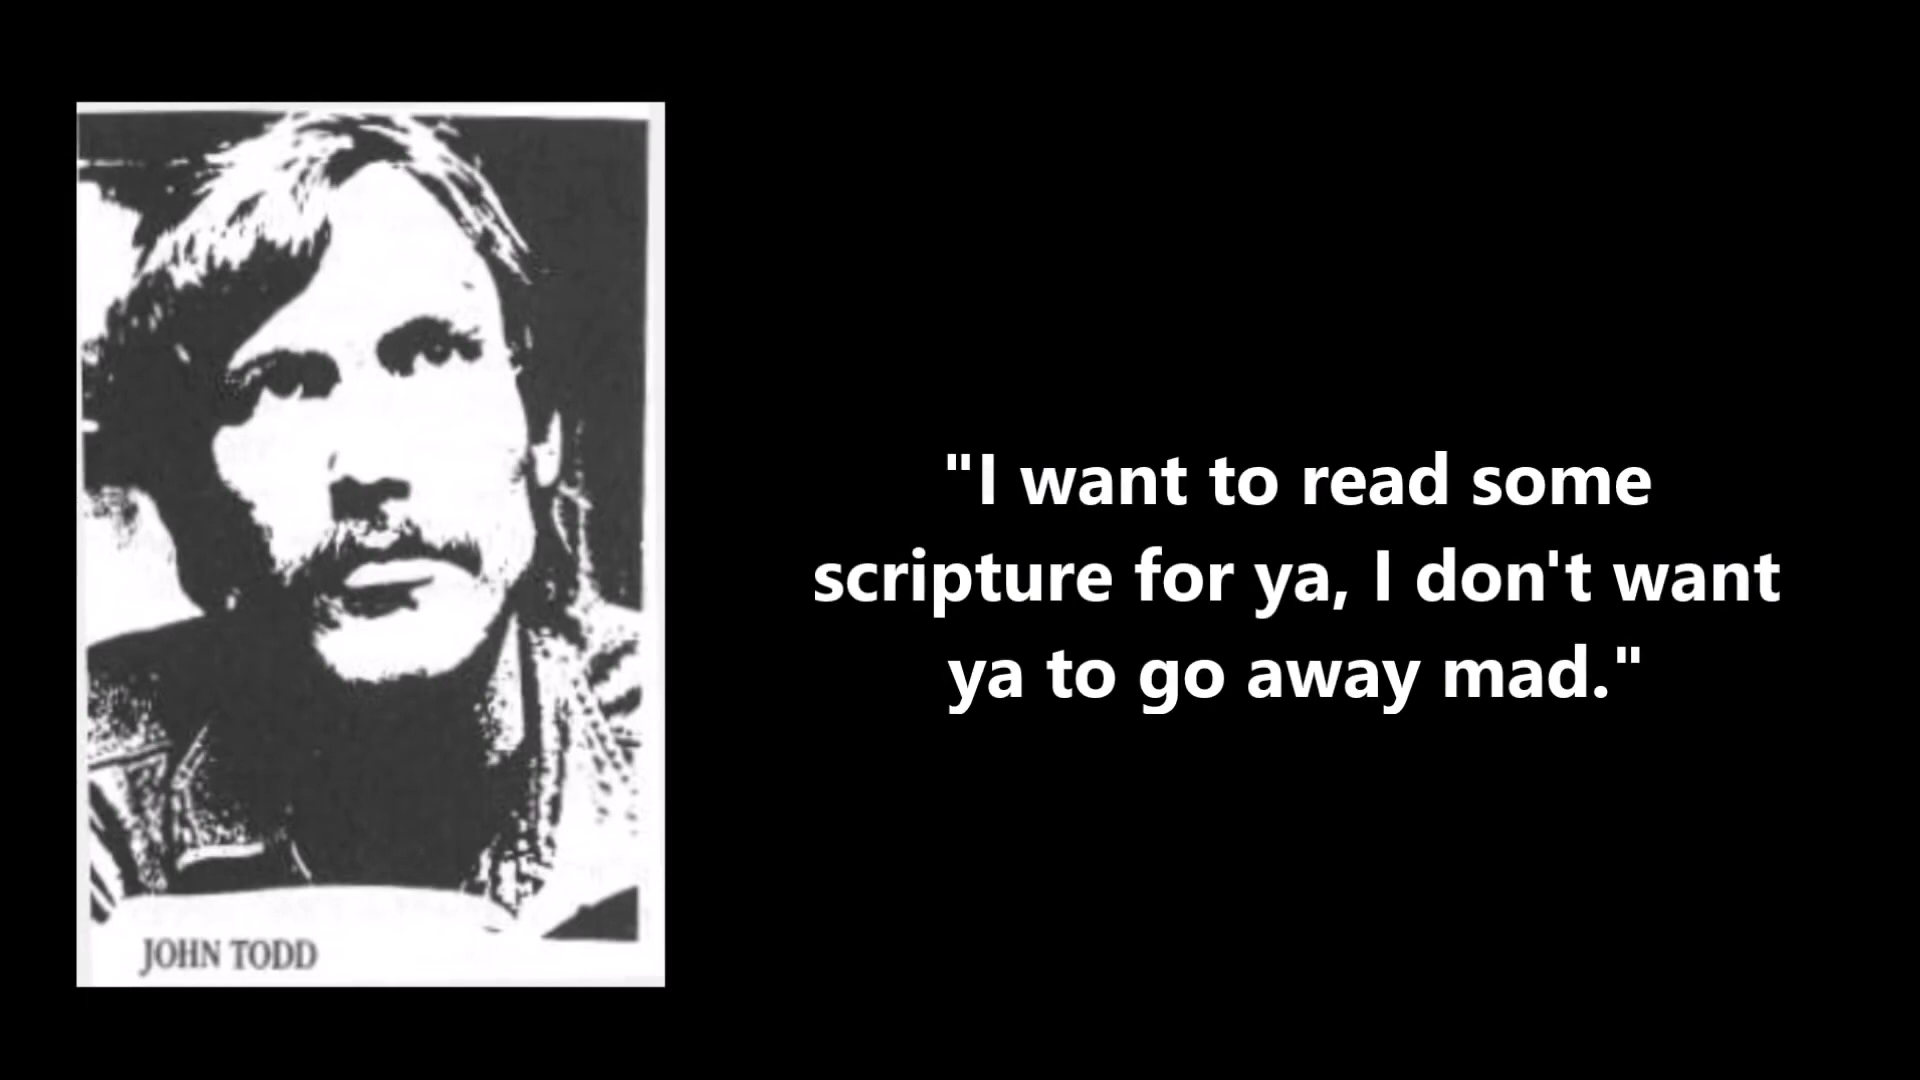 "I want to read some
scripture for ya, I don't want
ya to go away mad."
JOHN TODD